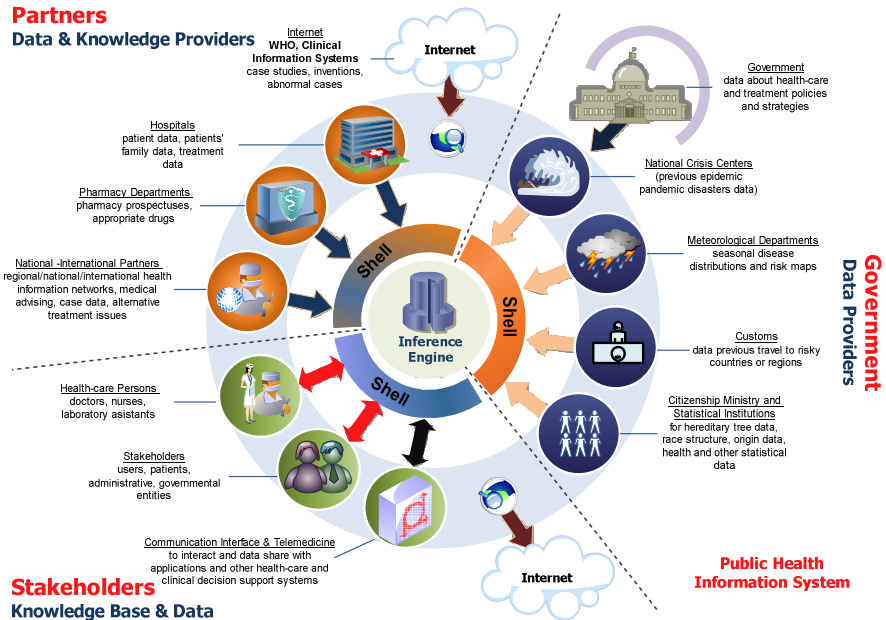 Partners
Data & Knowledge Providers
Internet
WHO, Clinical
Information Systems
case studies, inventions,
abnormal cases
Internet
Government
data about health-care
and treatment policies
and strategies
Hospitals
patient data, patients'
family data, treatment
data
National Crisis Centers
(previous epidemic
pandemic disasters data)
Pharmacy Departments
pharmacy prospectuses,
appropriate drugs
Meteorological Departments
seasonal disease
distributions and risk maps
National -International Partners
regional/national/international health
information networks, medical
advising, case data, alternative
treatment issues
Shell
Shell
Shell
Inference
Engine
Government
Data Providers
Customs
data previous travel to risky
countries or regions
Health-care Persons
doctors, nurses,
laboratory asistants
Citizenship Ministry and
Statistical Institutions
for hereditary tree data,
race structure, origin data,
health and other statistical
data
Stakeholders
users, patients,
administrative, governmental
entities
Communication Interface & Telemedicine
to interact and data share with
applications and other health-care and
clinical decision support systems
Internet
Public Health
Information System
Stakeholders
Knowledge Base & Data